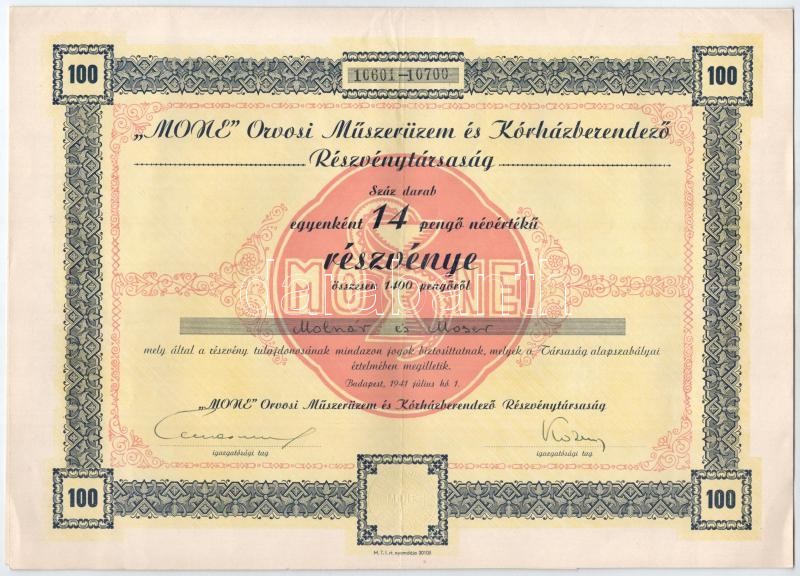 10601—10700
100
100
„MONE” Orvosi Műszerüzem és Kórházberendező
Részvénytársaság
Száz darab
egyenként 14 pengő névértékű
részvénye
összesen 1400 pengőről
MONE
Molnár és Moser
mely által a részvény tulajdonosának mindazon jogok biztosíttatnak, melyek a Társaság alapszabályai
értelmében megilletik.
Budapest, 1941 július hó 1.
„MONE” Orvosi Műszerüzem és Kórházberendező Részvénytársaság
igazgatósági tag
igazgatósági tag
100
100
MONE